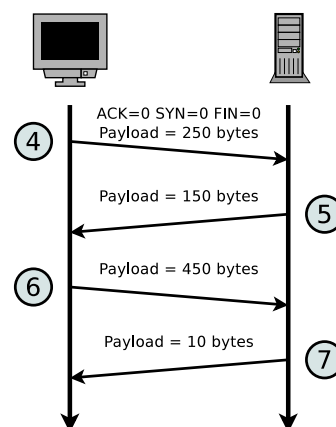 ACK=0 SYN=0 FIN=0
Payload = 250 bytes
4
Payload = 150 bytes
5
Payload = 450 bytes
6
Payload = 10 bytes
7